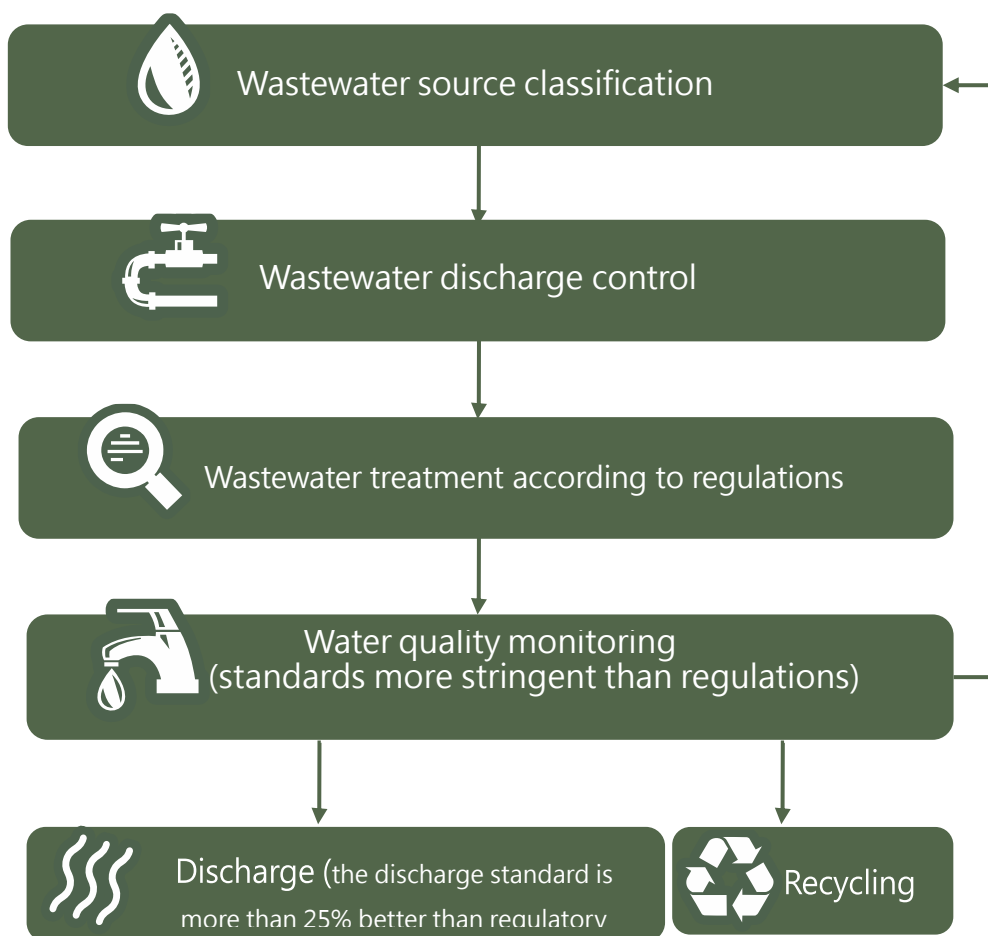 Wastewater source classification
Wastewater discharge control
Wastewater treatment according to regulations
Water quality monitoring
(standards more stringent than regulations)
Discharge (the discharge standard is
more than 25% better than regulatory
Recycling